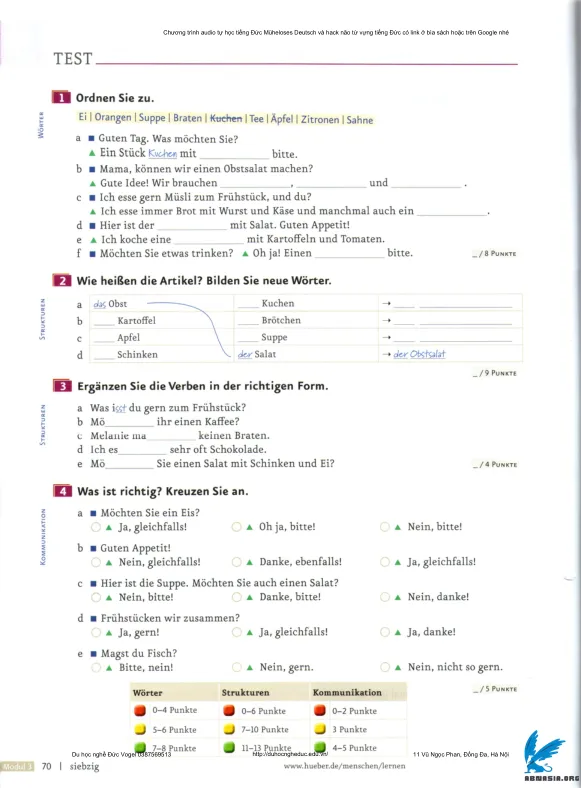 Chương trình audio tự học tiếng Đức Müheloses Deutsch và hack não từ vựng tiếng Đức có link ở bìa sách hoặc trên Google nhé
TEST
1 Ordnen Sie zu.
WÖRTER
Ei | Orangen | Suppe | Braten | Kuchen | Tee | Äpfel | Zitronen | Sahne
a ■ Guten Tag. Was möchten Sie?
▲ Ein Stück Kuchen mit ____________ bitte.
b ■ Mama, können wir einen Obstsalat machen?
▲ Gute Idee! Wir brauchen ____________ , ____________ und ____________ .
c ■ Ich esse gern Müsli zum Frühstück, und du?
▲ Ich esse immer Brot mit Wurst und Käse und manchmal auch ein ____________ .
d ■ Hier ist der ____________ mit Salat. Guten Appetit!
e ▲ Ich koche eine ____________ mit Kartoffeln und Tomaten.
f ■ Möchten Sie etwas trinken? ▲ Oh ja! Einen ____________ bitte. _ / 8 PUNKTE
2 Wie heißen die Artikel? Bilden Sie neue Wörter.
STRUKTUREN
a das Obst ____ Kuchen → ____ ____________
b ____ Kartoffel ____ Brötchen → ____ ____________
c ____ Apfel ____ Suppe → ____ ____________
d ____ Schinken der Salat → der Obstsalat
_ / 9 PUNKTE
3 Ergänzen Sie die Verben in der richtigen Form.
STRUKTUREN
a Was isst du gern zum Frühstück?
b Mö________ ihr einen Kaffee?
c Melanie ma________ keinen Braten.
d Ich es________ sehr oft Schokolade.
e Mö________ Sie einen Salat mit Schinken und Ei? _ / 4 PUNKTE
4 Was ist richtig? Kreuzen Sie an.
KOMMUNIKATION
a ■ Möchten Sie ein Eis?
○ ▲ Ja, gleichfalls! ○ ▲ Oh ja, bitte! ○ ▲ Nein, bitte!
b ■ Guten Appetit!
○ ▲ Nein, gleichfalls! ○ ▲ Danke, ebenfalls! ○ ▲ Ja, gleichfalls!
c ■ Hier ist die Suppe. Möchten Sie auch einen Salat?
○ ▲ Nein, bitte! ○ ▲ Danke, bitte! ○ ▲ Nein, danke!
d ■ Frühstücken wir zusammen?
○ ▲ Ja, gern! ○ ▲ Ja, gleichfalls! ○ ▲ Ja, danke!
e ■ Magst du Fisch?
○ ▲ Bitte, nein! ○ ▲ Nein, gern. ○ ▲ Nein, nicht so gern.
_ / 5 PUNKTE
Wörter Strukturen Kommunikation
0–4 Punkte 0–6 Punkte 0–2 Punkte
5–6 Punkte 7–10 Punkte 3 Punkte
7–8 Punkte 11–13 Punkte 4–5 Punkte
Du học nghề Đức Vogel 0387569513 http://duhocngheduc.edu.vn/ 11 Vũ Ngọc Phan, Đống Đa, Hà Nội
Modul 3 70 | siebzig www.hueber.de/menschen/lernen
ABMASIA.ORG